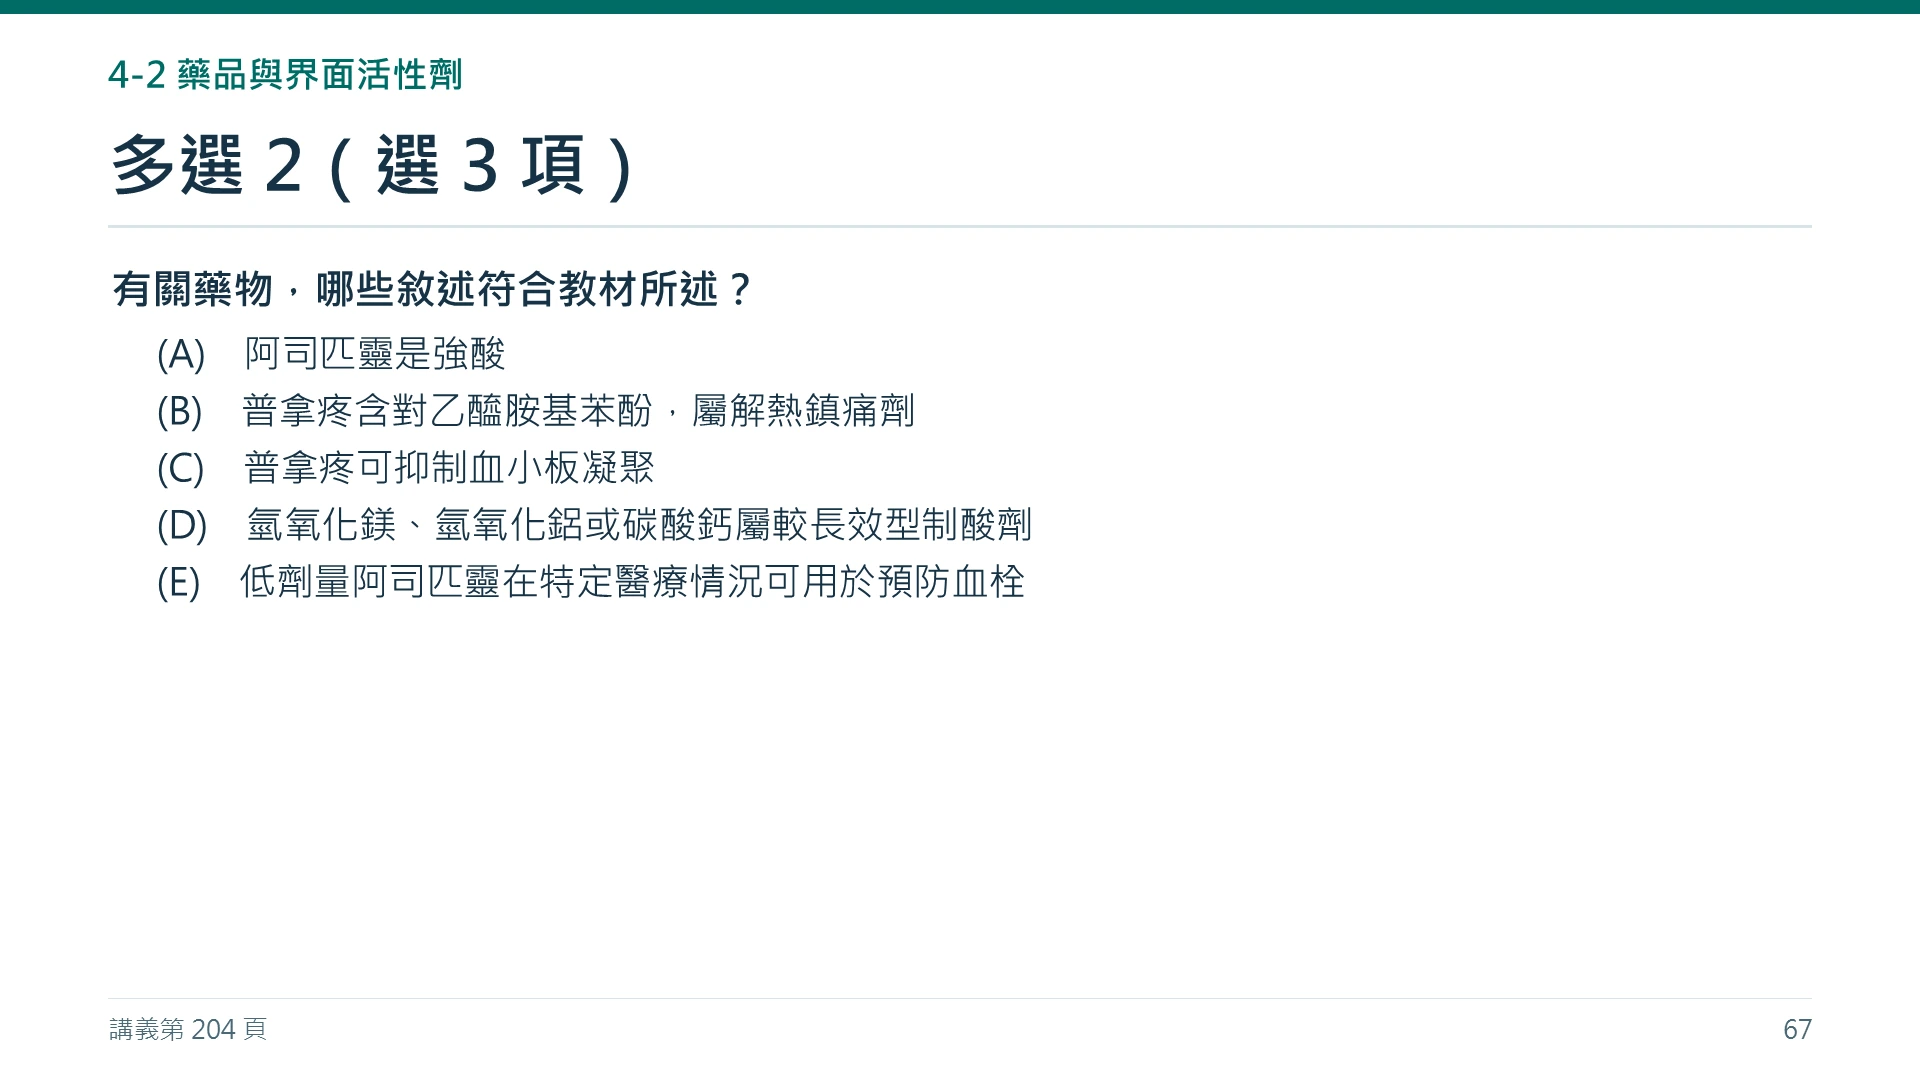 4-2 藥品與界面活性劑
多選 2（選 3 項）
有關藥物，哪些敘述符合教材所述？
(A) 阿司匹靈是強酸
(B) 普拿疼含對乙醯胺基苯酚，屬解熱鎮痛劑
(C) 普拿疼可抑制血小板凝聚
(D) 氫氧化鎂、氫氧化鋁或碳酸鈣屬較長效型制酸劑
(E) 低劑量阿司匹靈在特定醫療情況可用於預防血栓
講義第 204 頁
67